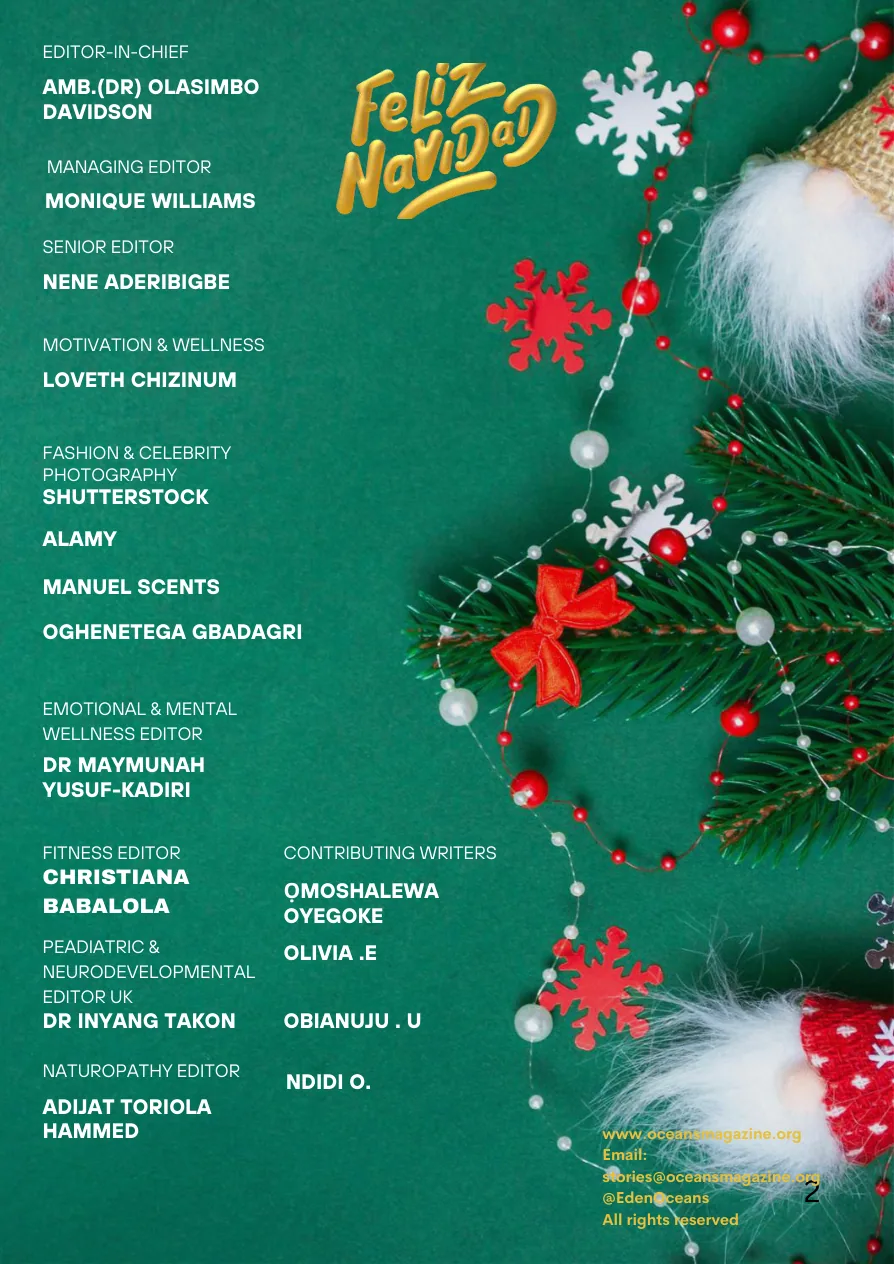 EDITOR-IN-CHIEF
AMB.(DR) OLASIMBO
DAVIDSON
MANAGING EDITOR
MONIQUE WILLIAMS
SENIOR EDITOR
NENE ADERIBIGBE
MOTIVATION & WELLNESS
LOVETH CHIZINUM
FASHION & CELEBRITY
PHOTOGRAPHY
SHUTTERSTOCK
ALAMY
MANUEL SCENTS
OGHENETEGA GBADAGRI
EMOTIONAL & MENTAL
WELLNESS EDITOR
DR MAYMUNAH
YUSUF-KADIRI
FITNESS EDITOR
CHRISTIANA
BABALOLA
PEADIATRIC &
NEURODEVELOPMENTAL
EDITOR UK
DR INYANG TAKON
NATUROPATHY EDITOR
ADIJAT TORIOLA
HAMMED
CONTRIBUTING WRITERS
ỌMOSHALEWA
OYEGOKE
OLIVIA .E
OBIANUJU . U
NDIDI O.
FeLiZ
NaViDaD
www.oceansmagazine.org
Email:
stories@oceansmagazine.org
@EdenOceans
All rights reserved
2